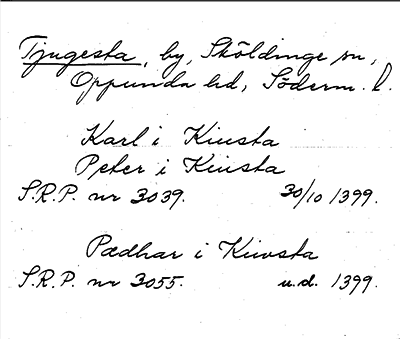 Tjugesta, by, Sköldinge sn,
Oppunda hd, Söderm. l.
Karl i Kiusta
Peter i Kiusta
S.R.P. nr 3039. 30/10 1399.
Pædhar i Kiwsta
S.R.P. nr 3055. u.d. 1399.